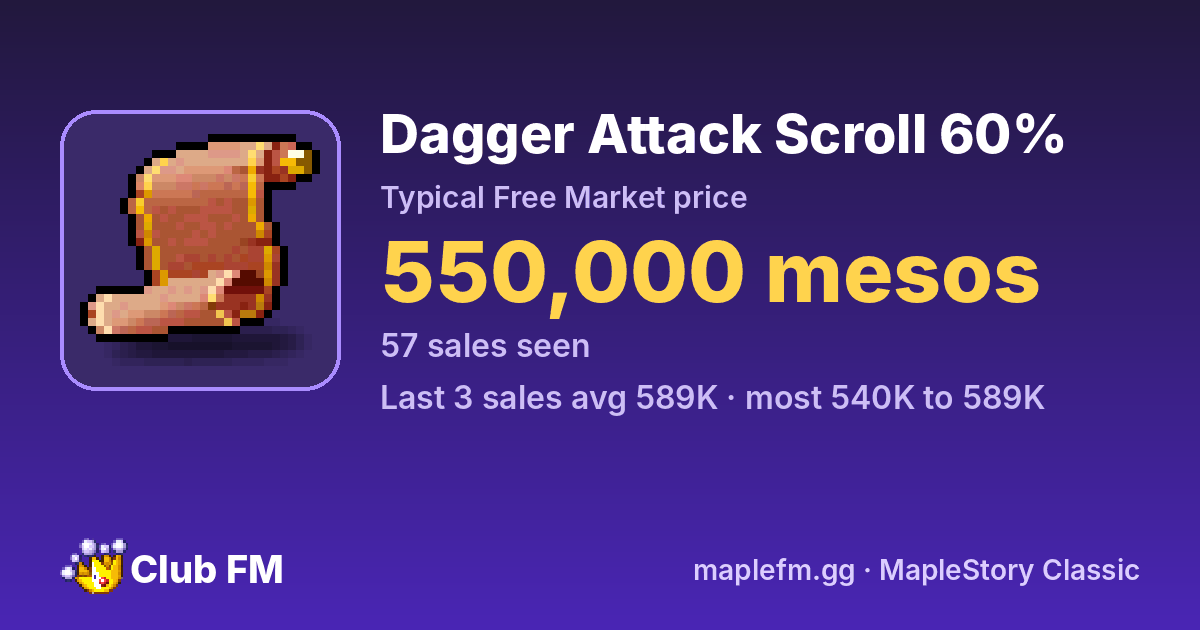 Dagger Attack Scroll 60%
Typical Free Market price
550,000 mesos
57 sales seen
Last 3 sales avg 589K · most 540K to 589K
Club FM
maplefm.gg · MapleStory Classic